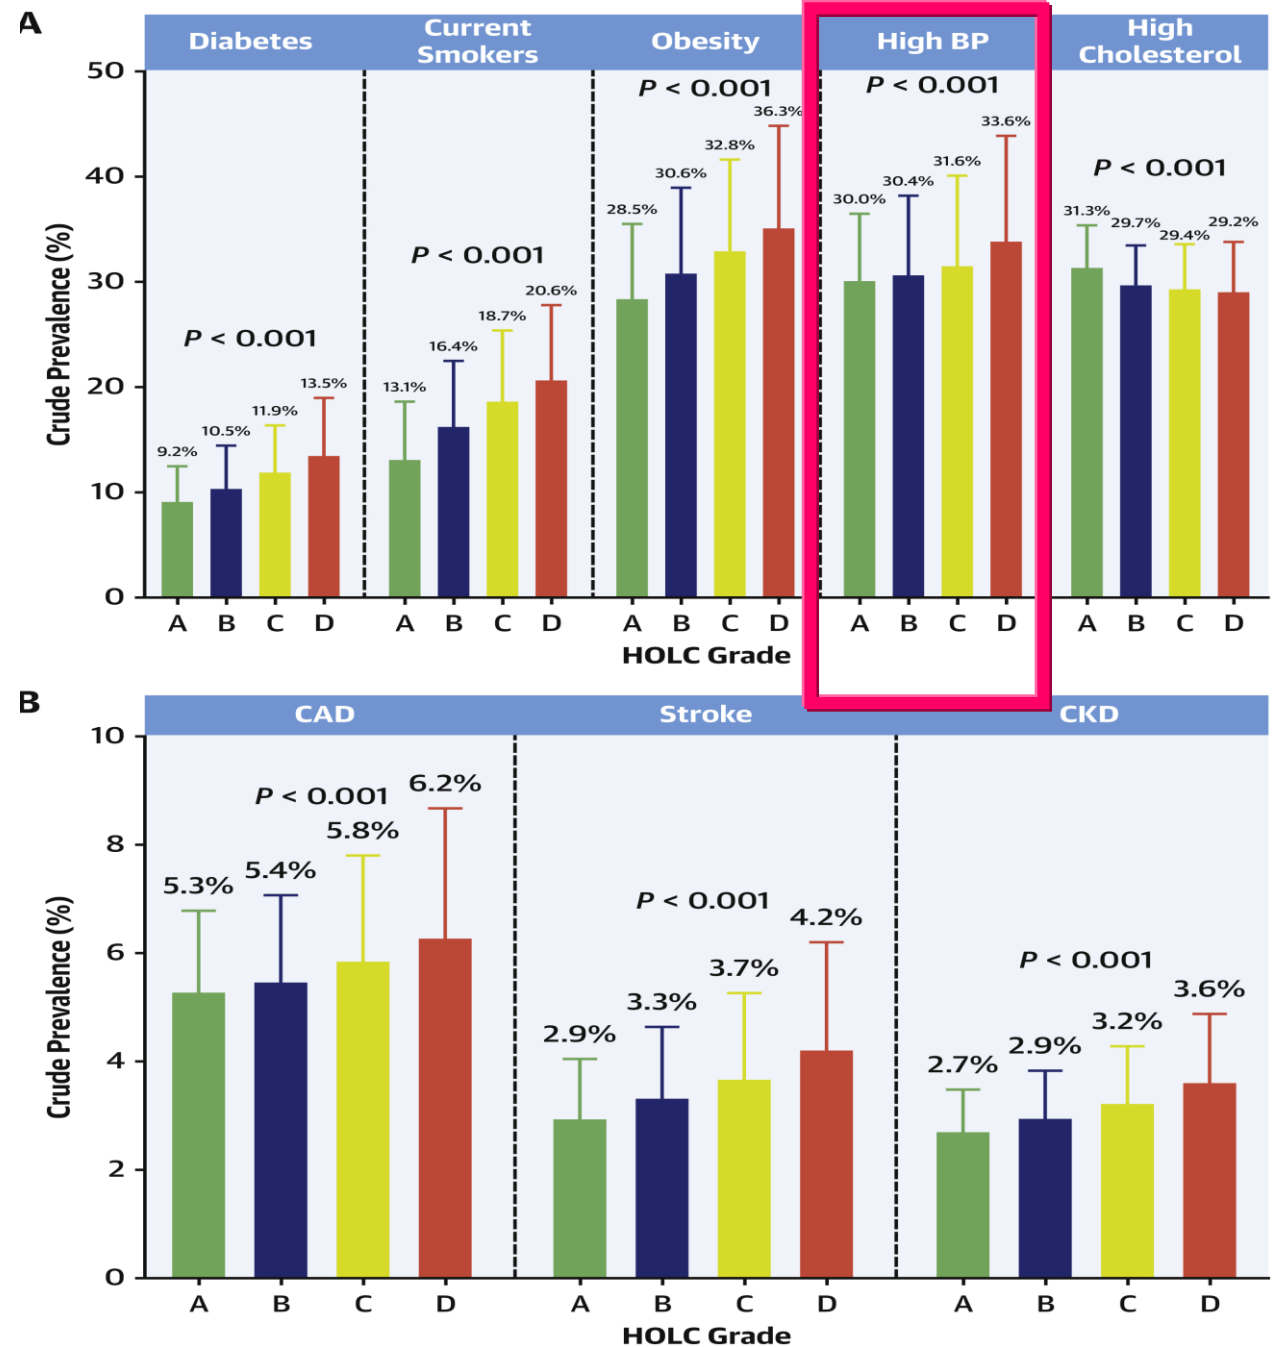 A
Diabetes
Current
Smokers
Obesity
High BP
High
Cholesterol
Crude Prevalence (%)
50
40
30
20
10
0
P < 0.001
9.2%
10.5%
11.9%
13.5%
A B C D
P < 0.001
13.1%
16.4%
18.7%
20.6%
A B C D
P < 0.001
28.5%
30.6%
32.8%
36.3%
A B C D
P < 0.001
30.0%
30.4%
31.6%
33.6%
A B C D
P < 0.001
31.3%
29.7%
29.4%
29.2%
A B C D
HOLC Grade
B
CAD
Stroke
CKD
Crude Prevalence (%)
10
8
6
4
2
0
P < 0.001
5.3%
5.4%
5.8%
6.2%
A B C D
P < 0.001
2.9%
3.3%
3.7%
4.2%
A B C D
P < 0.001
2.7%
2.9%
3.2%
3.6%
A B C D
HOLC Grade